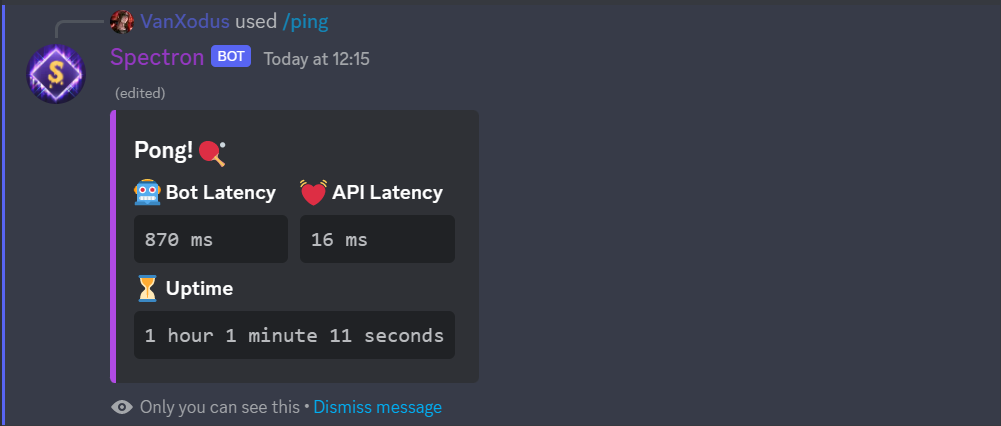 VanXodus used /ping
Spectron BOT Today at 12:15
(edited)
Pong!
Bot Latency API Latency
870 ms 16 ms
Uptime
1 hour 1 minute 11 seconds
Only you can see this • Dismiss message